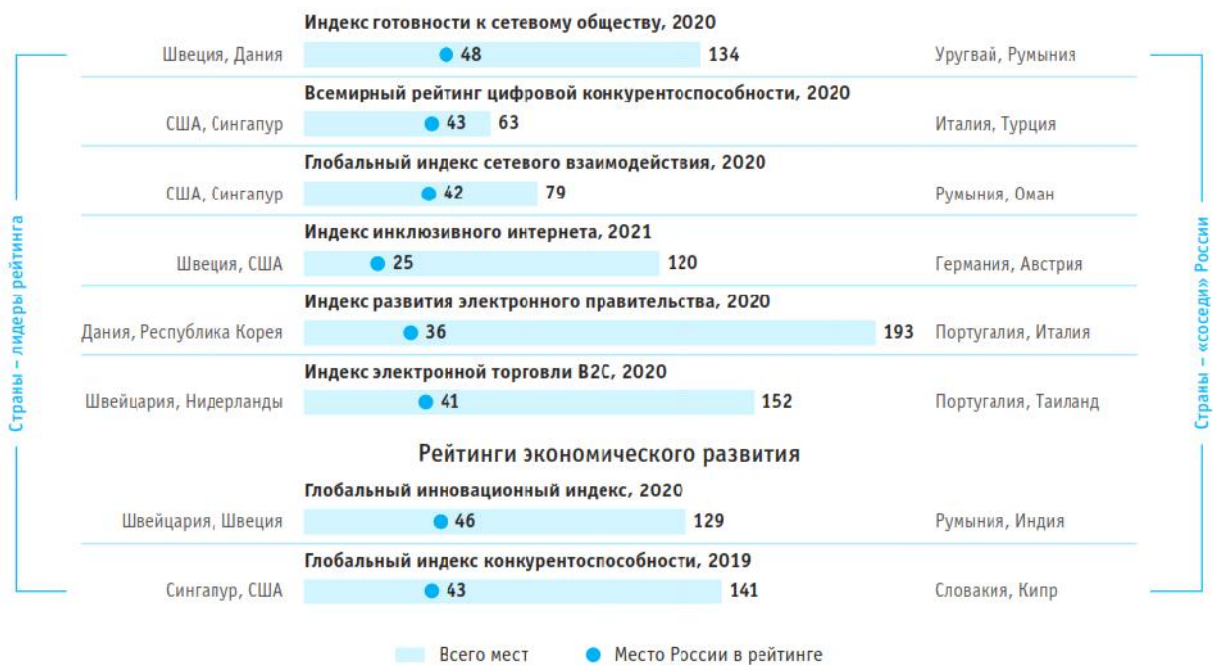 Индекс готовности к сетевому обществу, 2020
Швеция, Дания 48 134 Уругвай, Румыния
Всемирный рейтинг цифровой конкурентоспособности, 2020
США, Сингапур 43 63 Италия, Турция
Глобальный индекс сетевого взаимодействия, 2020
США, Сингапур 42 79 Румыния, Оман
Индекс инклюзивного интернета, 2021
Швеция, США 25 120 Германия, Австрия
Индекс развития электронного правительства, 2020
Дания, Республика Корея 36 193 Португалия, Италия
Индекс электронной торговли B2C, 2020
Швейцария, Нидерланды 41 152 Португалия, Таиланд
Рейтинги экономического развития
Глобальный инновационный индекс, 2020
Швейцария, Швеция 46 129 Румыния, Индия
Глобальный индекс конкурентоспособности, 2019
Сингапур, США 43 141 Словакия, Кипр
Страны – лидеры рейтинга
Страны – «соседи» России
Всего мест Место России в рейтинге